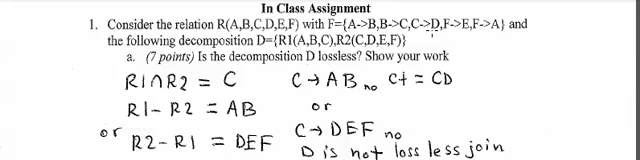 In Class Assignment
1. Consider the relation R(A,B,C,D,E,F) with F={A->B,B->C,C->D,F->E,F->A} and
the following decomposition D={R1(A,B,C),R2(C,D,E,F)}
a. (7 points) Is the decomposition D lossless? Show your work
R1∩R2 = C C→AB no C+ = CD
R1-R2 = AB or
or R2-R1 = DEF C→DEF no
D is not loss less join